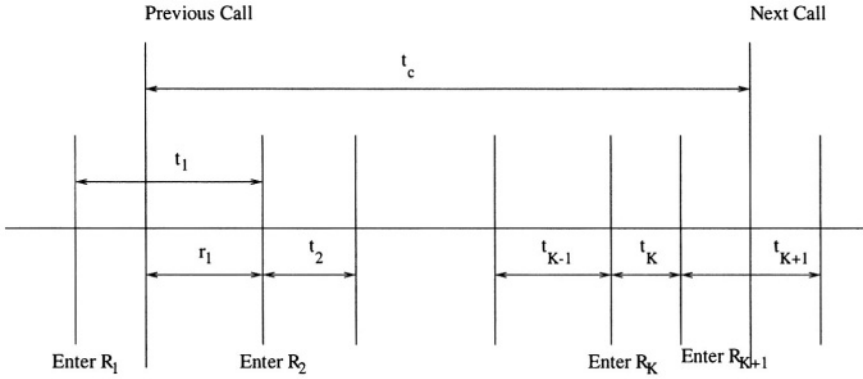 Previous Call
Next Call
t_c
t_1
r_1
t_2
t_{K-1}
t_K
t_{K+1}
Enter R_1
Enter R_2
Enter R_K
Enter R_{K+1}